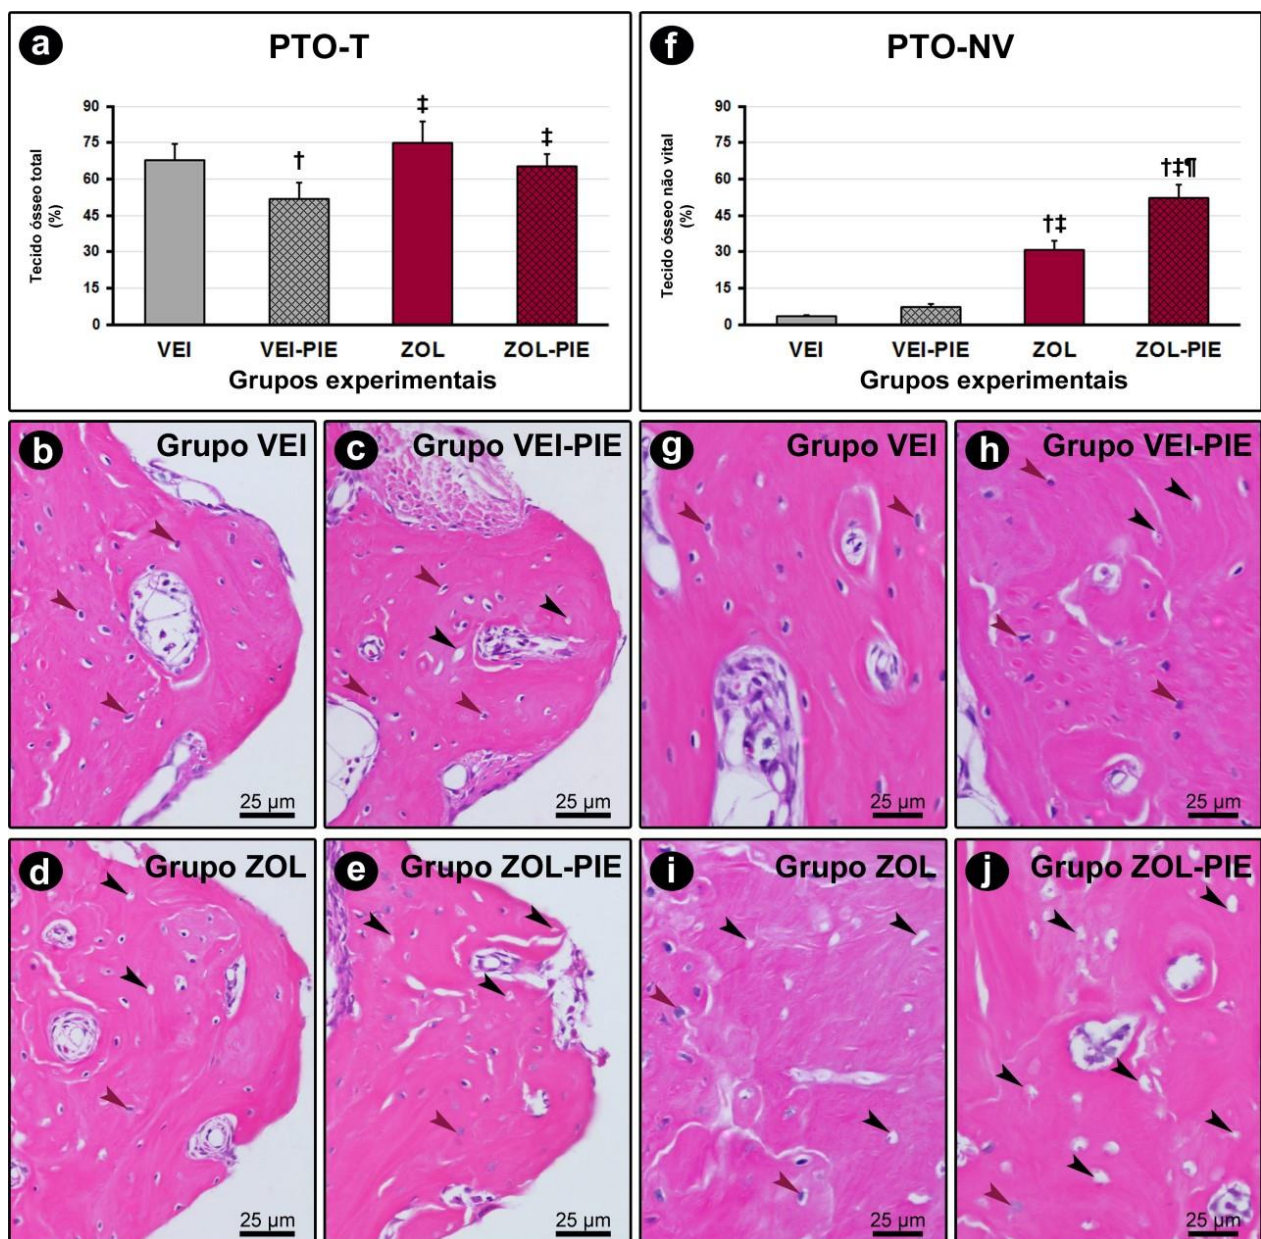 a
PTO-T
Tecido ósseo total
(%)
90
75
60
45
30
15
0
†
‡
‡
VEI
VEI-PIE
ZOL
ZOL-PIE
Grupos experimentais
f
PTO-NV
Tecido ósseo não vital
(%)
90
75
60
45
30
15
0
†‡
†‡¶
VEI
VEI-PIE
ZOL
ZOL-PIE
Grupos experimentais
b
Grupo VEI
25 µm
c
Grupo VEI-PIE
25 µm
g
Grupo VEI
25 µm
h
Grupo VEI-PIE
25 µm
d
Grupo ZOL
25 µm
e
Grupo ZOL-PIE
25 µm
i
Grupo ZOL
25 µm
j
Grupo ZOL-PIE
25 µm